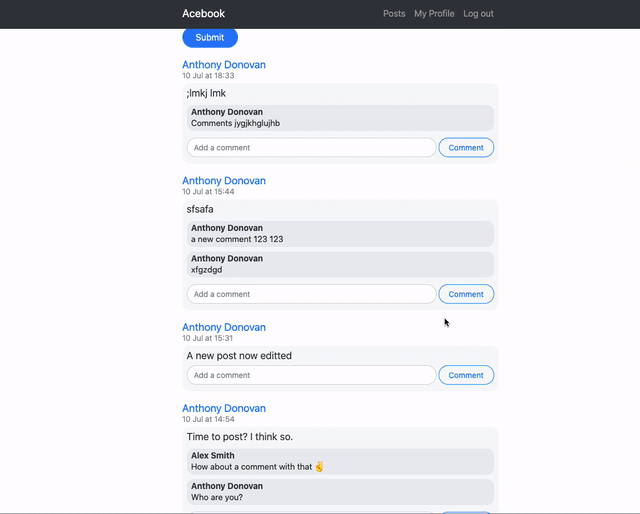 Acebook Posts My Profile Log out
Submit
Anthony Donovan
10 Jul at 18:33
;lmkj lmk
Anthony Donovan
Comments jygjkhglujhb
Add a comment Comment
Anthony Donovan
10 Jul at 15:44
sfsafa
Anthony Donovan
a new comment 123 123
Anthony Donovan
xfgzdgd
Add a comment Comment
Anthony Donovan
10 Jul at 15:31
A new post now editted
Add a comment Comment
Anthony Donovan
10 Jul at 14:54
Time to post? I think so.
Alex Smith
How about a comment with that ✌️
Anthony Donovan
Who are you?